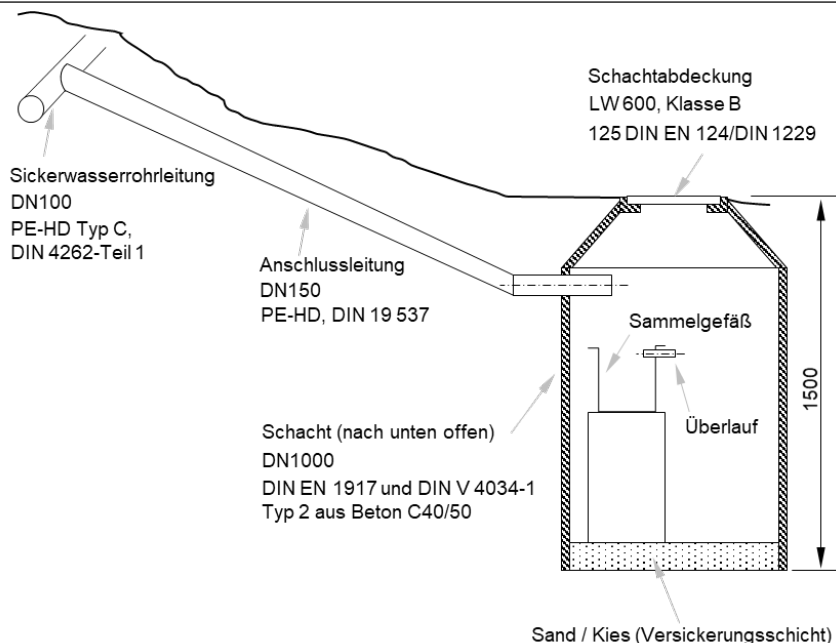 Schachtabdeckung
LW 600, Klasse B
125 DIN EN 124/DIN 1229
Sickerwasserrohrleitung
DN100
PE-HD Typ C,
DIN 4262-Teil 1
Anschlussleitung
DN150
PE-HD, DIN 19 537
Sammelgefäß
Überlauf
1500
Schacht (nach unten offen)
DN1000
DIN EN 1917 und DIN V 4034-1
Typ 2 aus Beton C40/50
Sand / Kies (Versickerungsschicht)